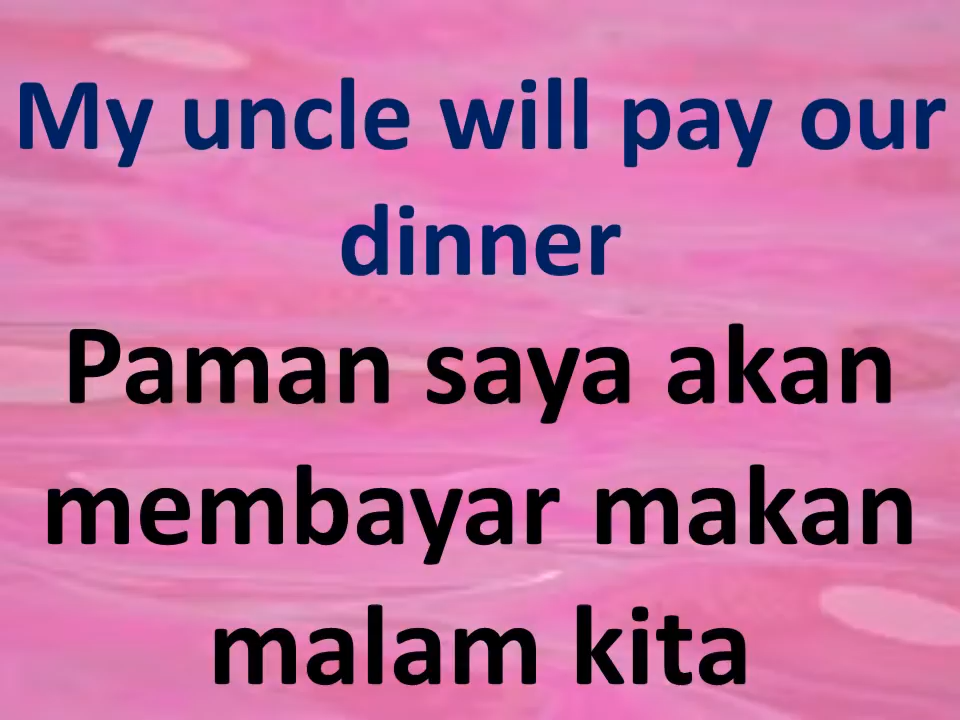 My uncle will pay our
dinner
Paman saya akan
membayar makan
malam kita